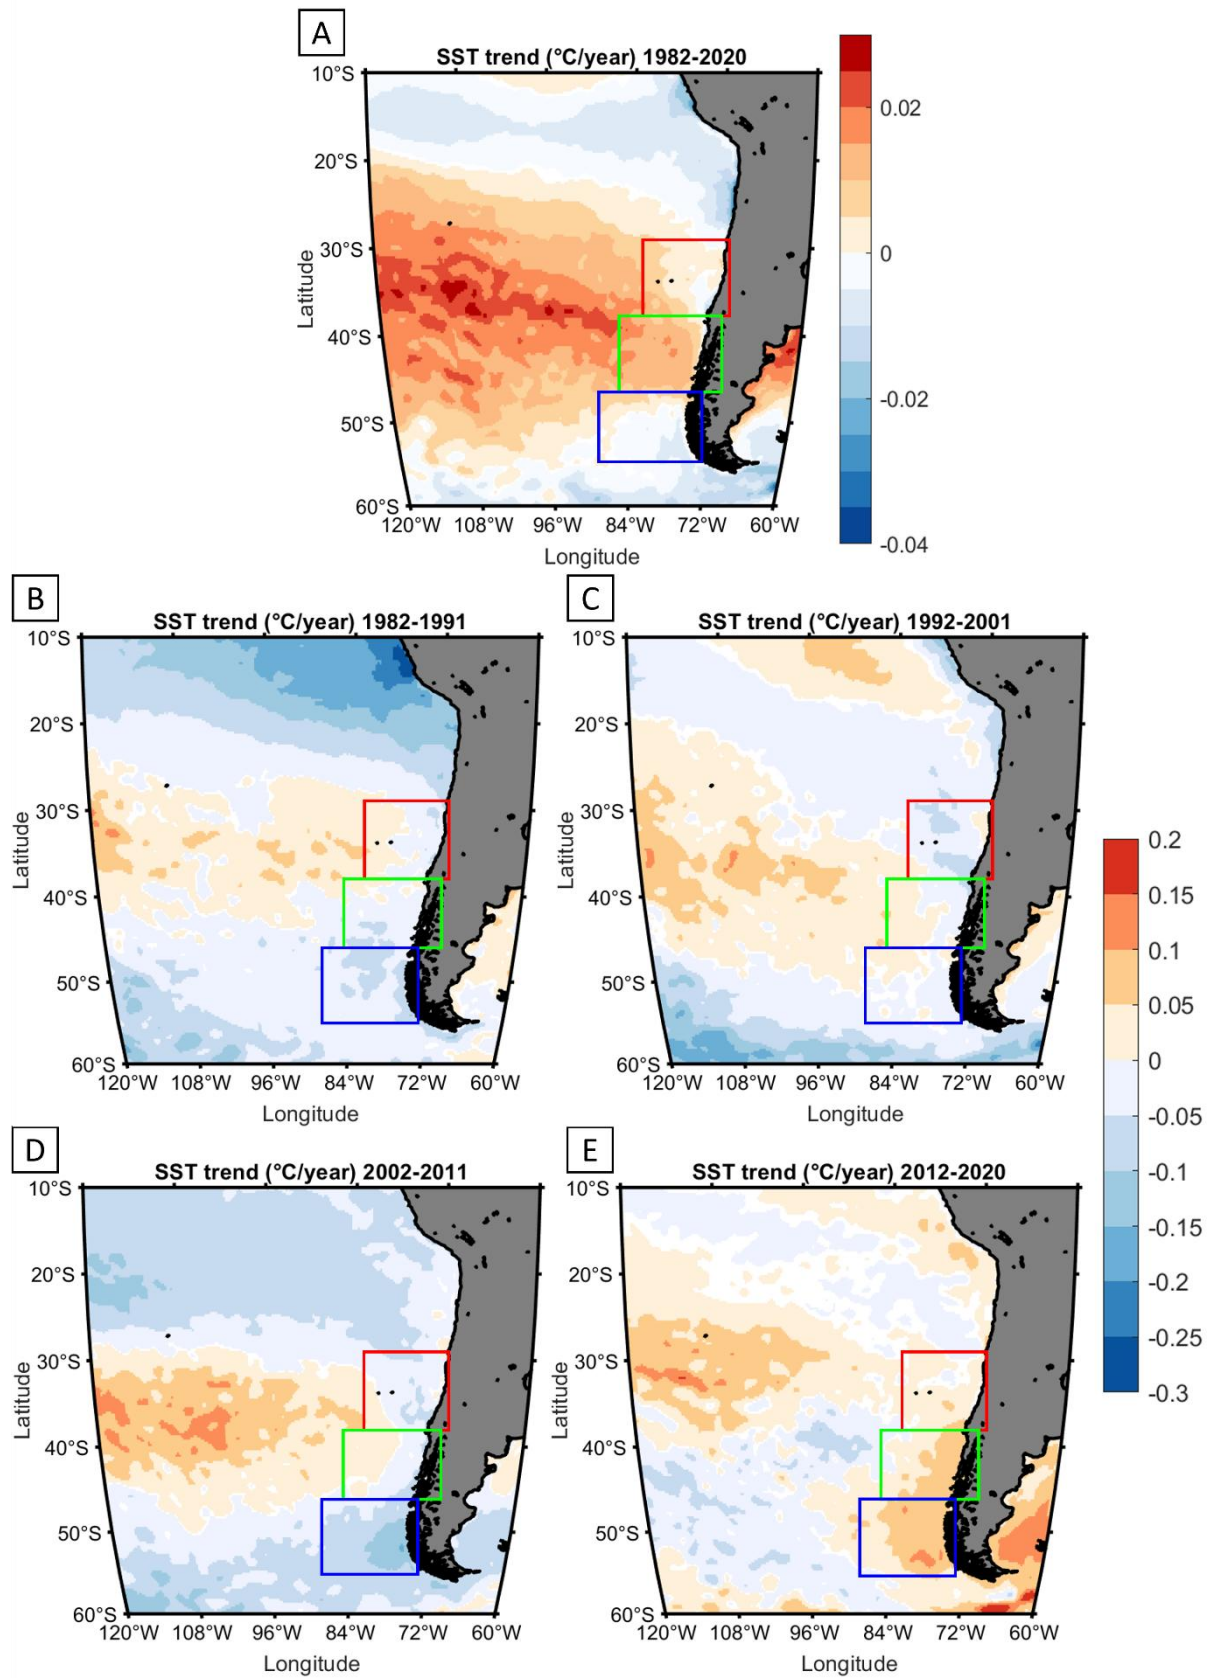 A
SST trend (°C/year) 1982-2020
10°S
20°S
30°S
40°S
50°S
60°S
Latitude
120°W 108°W 96°W 84°W 72°W 60°W
Longitude
0.02
0
-0.02
-0.04
B
SST trend (°C/year) 1982-1991
10°S
20°S
30°S
40°S
50°S
60°S
Latitude
120°W 108°W 96°W 84°W 72°W 60°W
Longitude
C
SST trend (°C/year) 1992-2001
10°S
20°S
30°S
40°S
50°S
60°S
Latitude
120°W 108°W 96°W 84°W 72°W 60°W
Longitude
0.2
0.15
0.1
0.05
0
-0.05
-0.1
-0.15
-0.2
-0.25
-0.3
D
SST trend (°C/year) 2002-2011
10°S
20°S
30°S
40°S
50°S
60°S
Latitude
120°W 108°W 96°W 84°W 72°W 60°W
Longitude
E
SST trend (°C/year) 2012-2020
10°S
20°S
30°S
40°S
50°S
60°S
Latitude
120°W 108°W 96°W 84°W 72°W 60°W
Longitude